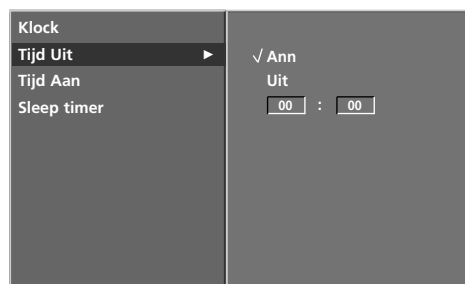 Klock
Tijd Uit ►
Tijd Aan
Sleep timer
√ Ann
Uit
00 : 00